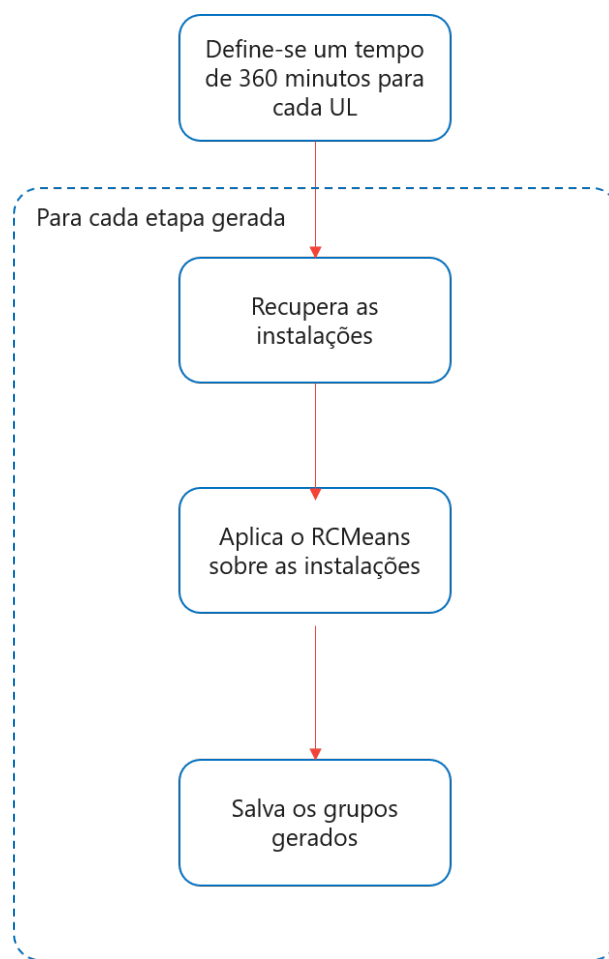 Define-se um tempo
de 360 minutos para
cada UL
Para cada etapa gerada
Recupera as
instalações
Aplica o RCMeans
sobre as instalações
Salva os grupos
gerados